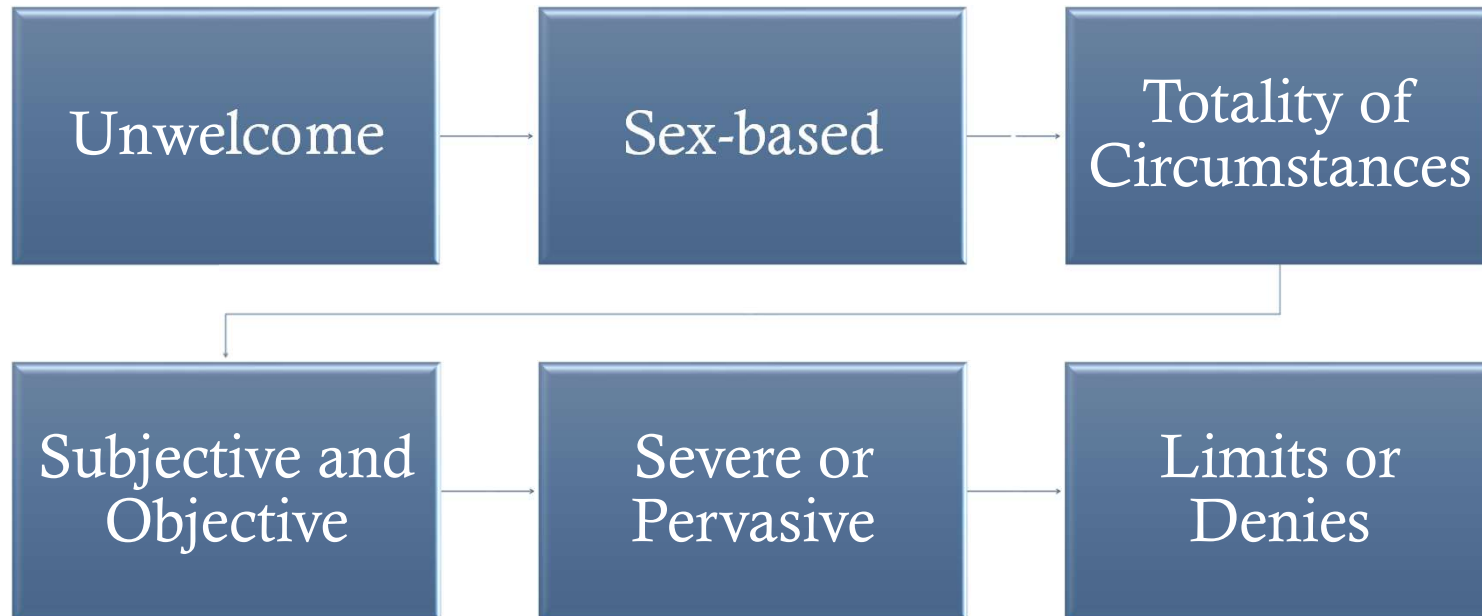 Unwelcome
Sex-based
Totality of
Circumstances
Subjective and
Objective
Severe or
Pervasive
Limits or
Denies